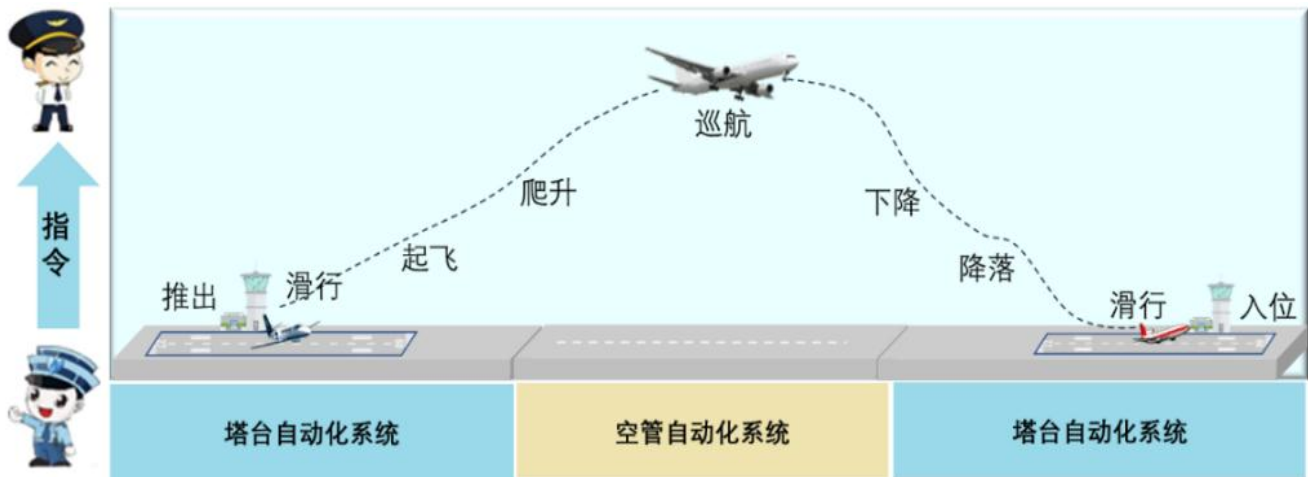 巡航
爬升
下降
指令
起飞
降落
推出
滑行
滑行
入位
塔台自动化系统
空管自动化系统
塔台自动化系统